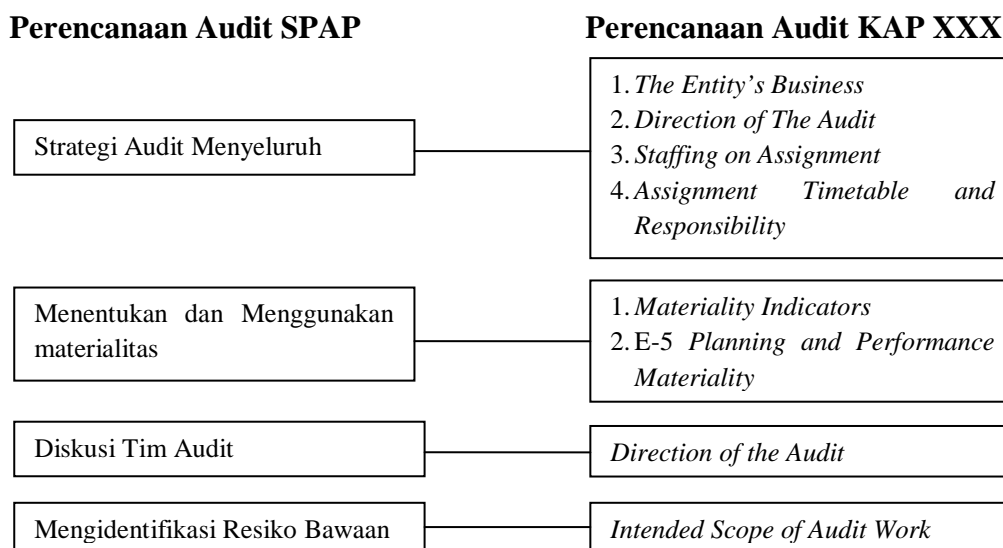 Perencanaan Audit SPAP
Perencanaan Audit KAP XXX
Strategi Audit Menyeluruh
1. The Entity’s Business
2. Direction of The Audit
3. Staffing on Assignment
4. Assignment Timetable and
Responsibility
Menentukan dan Menggunakan
materialitas
1. Materiality Indicators
2. E-5 Planning and Performance
Materiality
Diskusi Tim Audit
Direction of the Audit
Mengidentifikasi Resiko Bawaan
Intended Scope of Audit Work